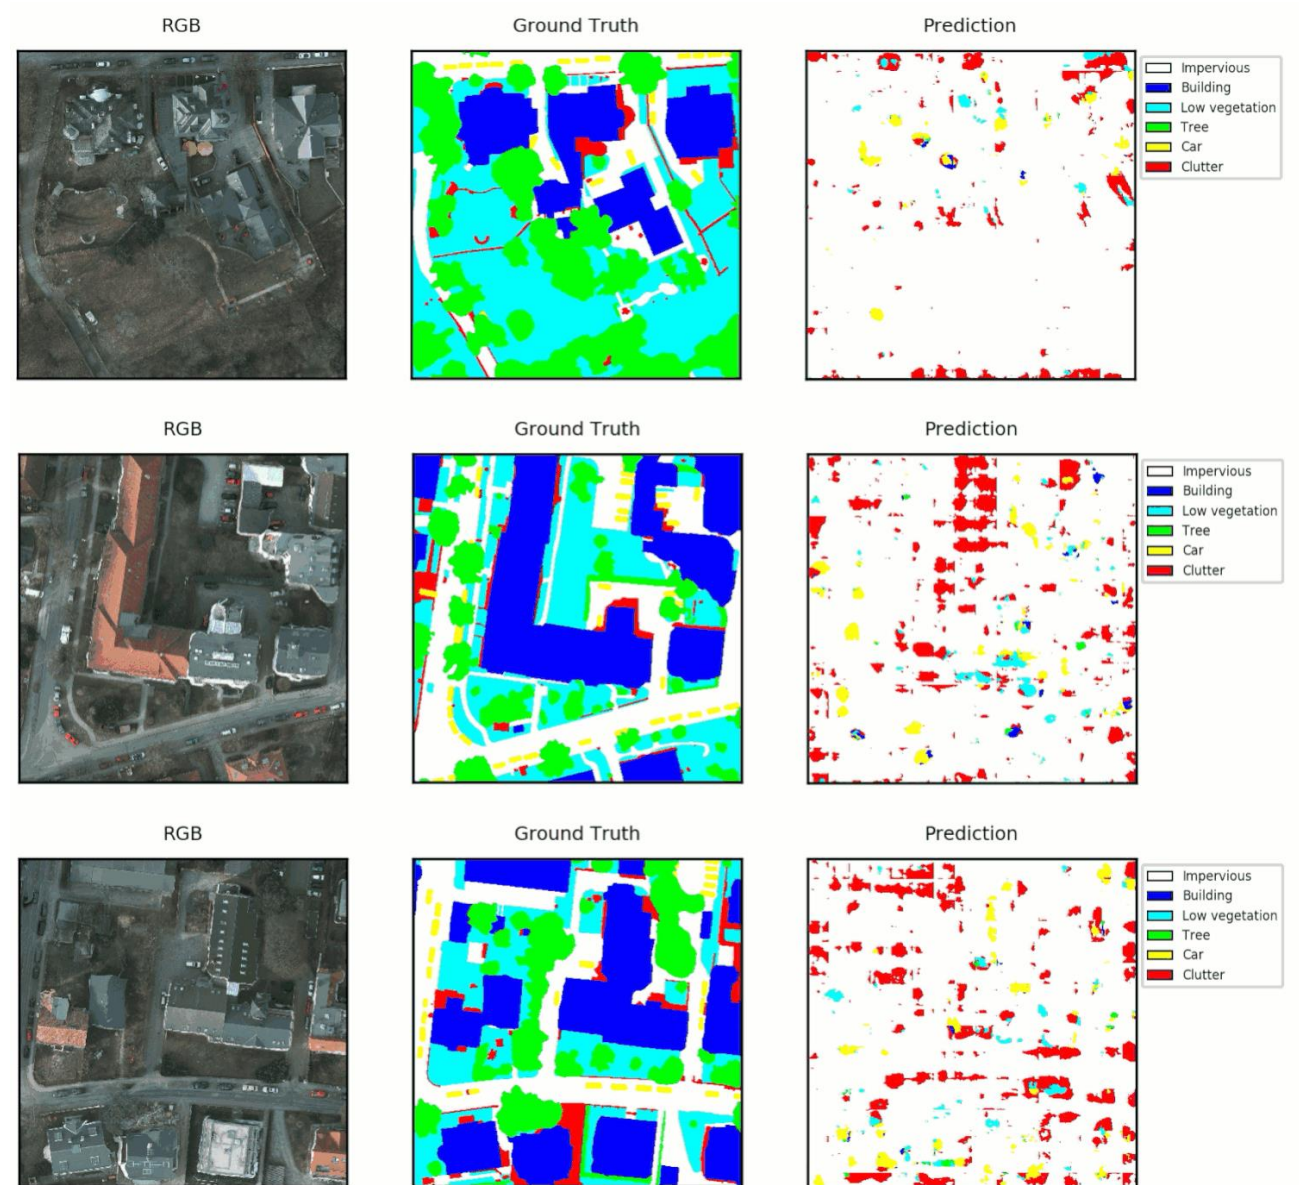 RGB
Ground Truth
Prediction
Impervious
Building
Low vegetation
Tree
Car
Clutter
RGB
Ground Truth
Prediction
Impervious
Building
Low vegetation
Tree
Car
Clutter
RGB
Ground Truth
Prediction
Impervious
Building
Low vegetation
Tree
Car
Clutter